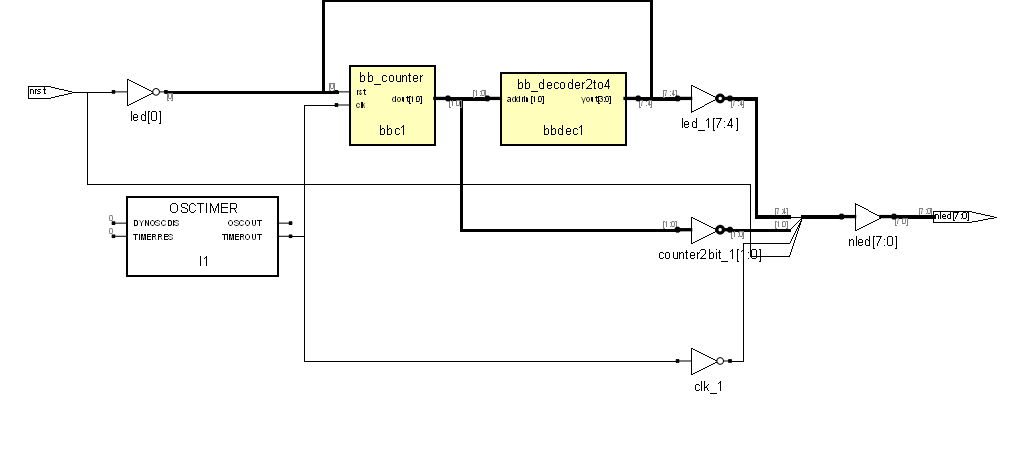 bb_counter
bb_decoder2to4
nrst
[0]
rst
clk
dout[1:0]
[1:0]
[1:0]
addrin[1:0]
yout[3:0]
[7:4]
[7:4]
[7:4]
led[0]
bbc1
bbdec1
led_1[7:4]
OSCTIMER
0
DYNOSCDIS
OSCOUT
0
TIMERRES
TIMEROUT
I1
[7:4]
[1:0]
[1:0]
[1:0]
counter2bit_1[1:0]
[7:0]
[7:0]
nled[7:0]
nled[7:0]
clk_1